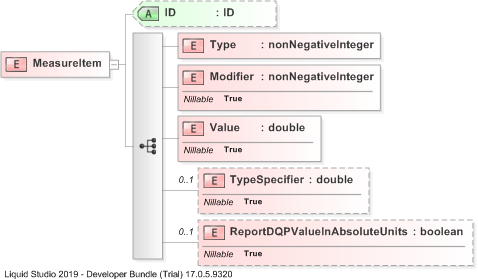 A ID : ID
E MeasureItem
E Type : nonNegativeInteger
E Modifier : nonNegativeInteger
Nillable True
E Value : double
Nillable True
0..1
E TypeSpecifier : double
Nillable True
0..1
E ReportDQPValueInAbsoluteUnits : boolean
Nillable True
Liquid Studio 2019 - Developer Bundle (Trial) 17.0.5.9320